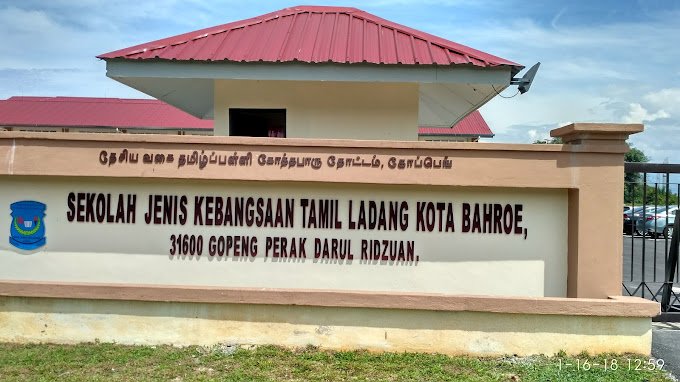 தேசிய வகை தமிழ்ப்பள்ளி கோத்தபாரு தோட்டம், கோப்பெங்
SEKOLAH JENIS KEBANGSAAN TAMIL LADANG KOTA BAHROE,
31600 GOPENG PERAK DARUL RIDZUAN.
1-16-18 12:59